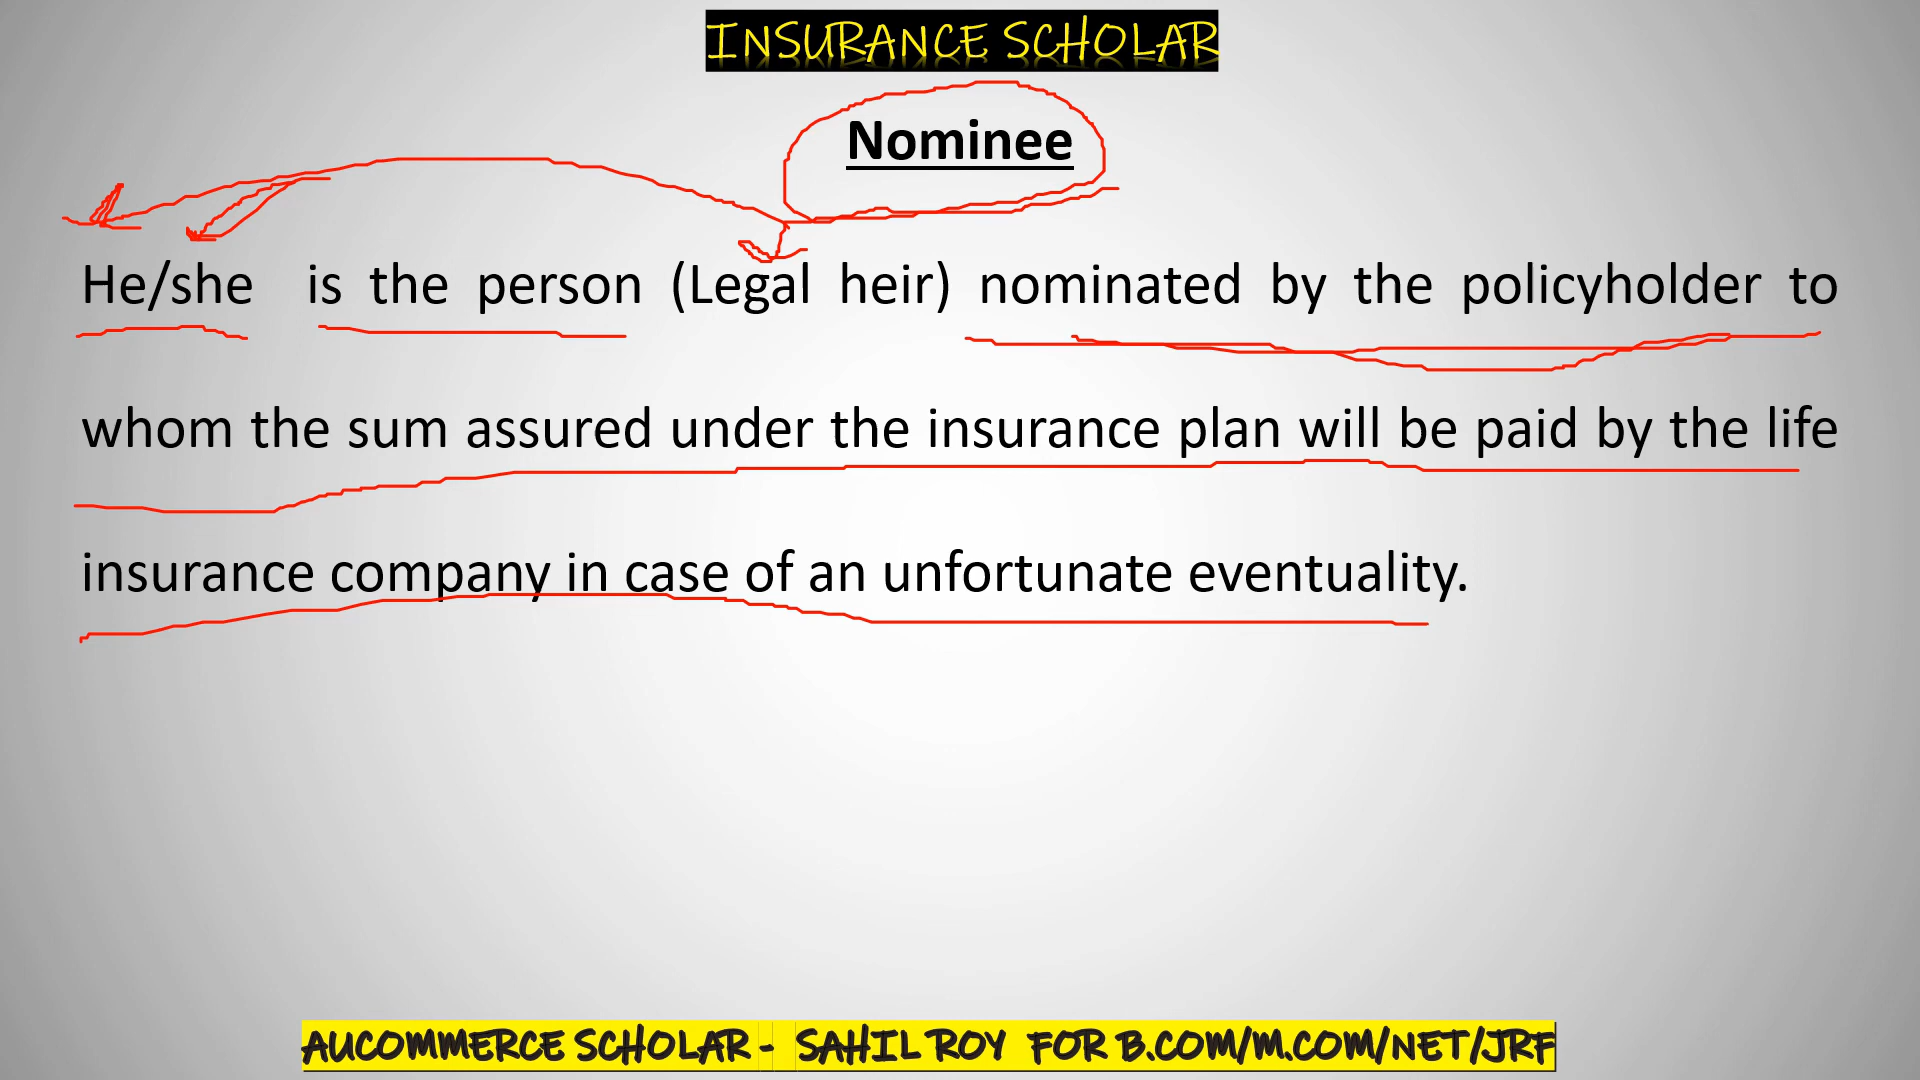 INSURANCE SCHOLAR
Nominee
He/she is the person (Legal heir) nominated by the policyholder to
whom the sum assured under the insurance plan will be paid by the life
insurance company in case of an unfortunate eventuality.
AUCOMMERCE SCHOLAR - SAHIL ROY FOR B.COM/M.COM/NET/JRF